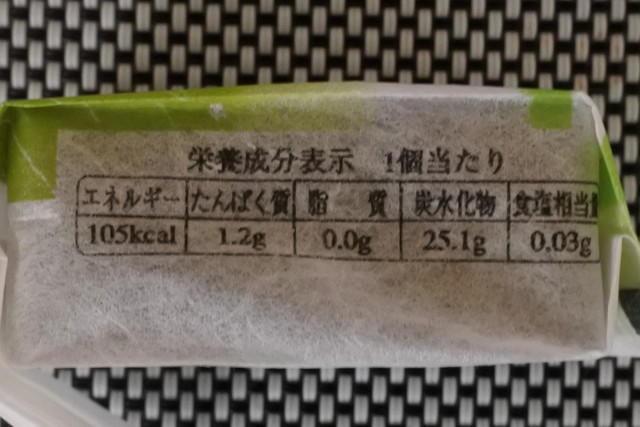 栄養成分表示 1個当たり
エネルギー たんぱく質 脂 質 炭水化物 食塩相当
105kcal 1.2g 0.0g 25.1g 0.03g